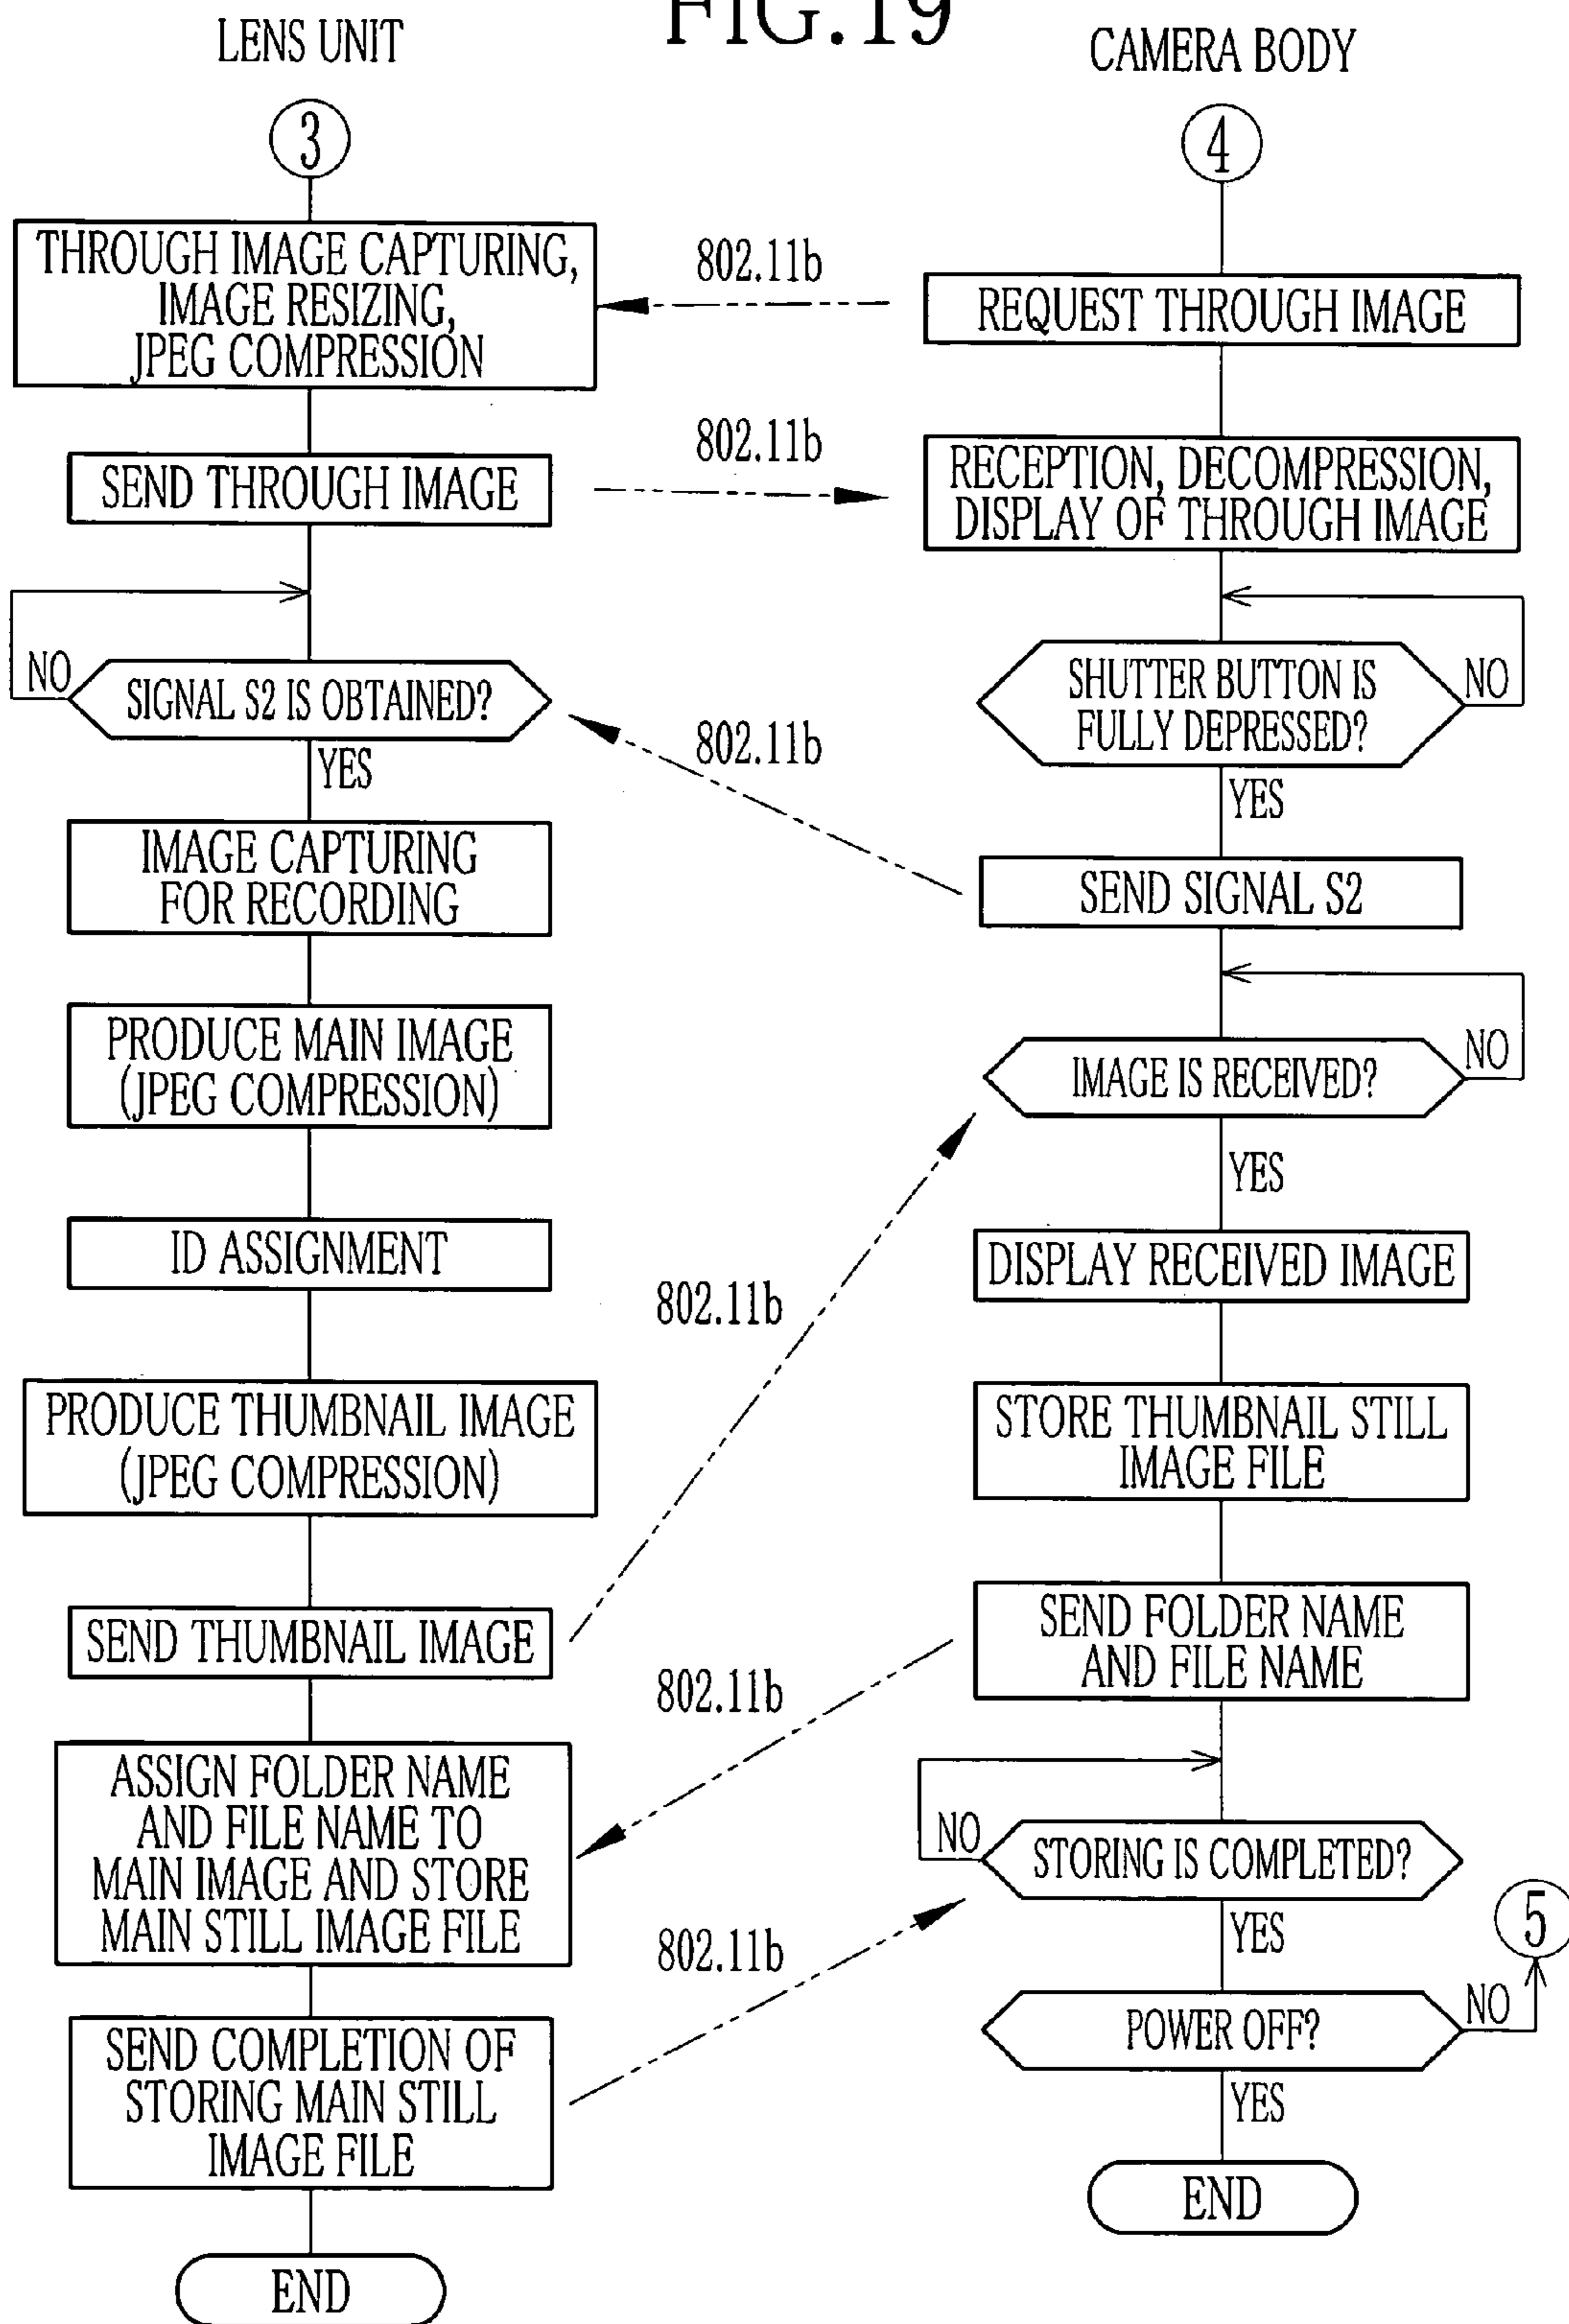 FIG.19
LENS UNIT
CAMERA BODY
3
THROUGH IMAGE CAPTURING,
IMAGE RESIZING,
JPEG COMPRESSION
SEND THROUGH IMAGE
NO
SIGNAL S2 IS OBTAINED?
YES
IMAGE CAPTURING
FOR RECORDING
PRODUCE MAIN IMAGE
(JPEG COMPRESSION)
ID ASSIGNMENT
PRODUCE THUMBNAIL IMAGE
(JPEG COMPRESSION)
SEND THUMBNAIL IMAGE
ASSIGN FOLDER NAME
AND FILE NAME TO
MAIN IMAGE AND STORE
MAIN STILL IMAGE FILE
SEND COMPLETION OF
STORING MAIN STILL
IMAGE FILE
END
802.11b
802.11b
802.11b
802.11b
802.11b
802.11b
4
REQUEST THROUGH IMAGE
RECEPTION, DECOMPRESSION,
DISPLAY OF THROUGH IMAGE
SHUTTER BUTTON IS
FULLY DEPRESSED?
NO
YES
SEND SIGNAL S2
IMAGE IS RECEIVED?
NO
YES
DISPLAY RECEIVED IMAGE
STORE THUMBNAIL STILL
IMAGE FILE
SEND FOLDER NAME
AND FILE NAME
NO
STORING IS COMPLETED?
YES
5
POWER OFF?
NO
YES
END